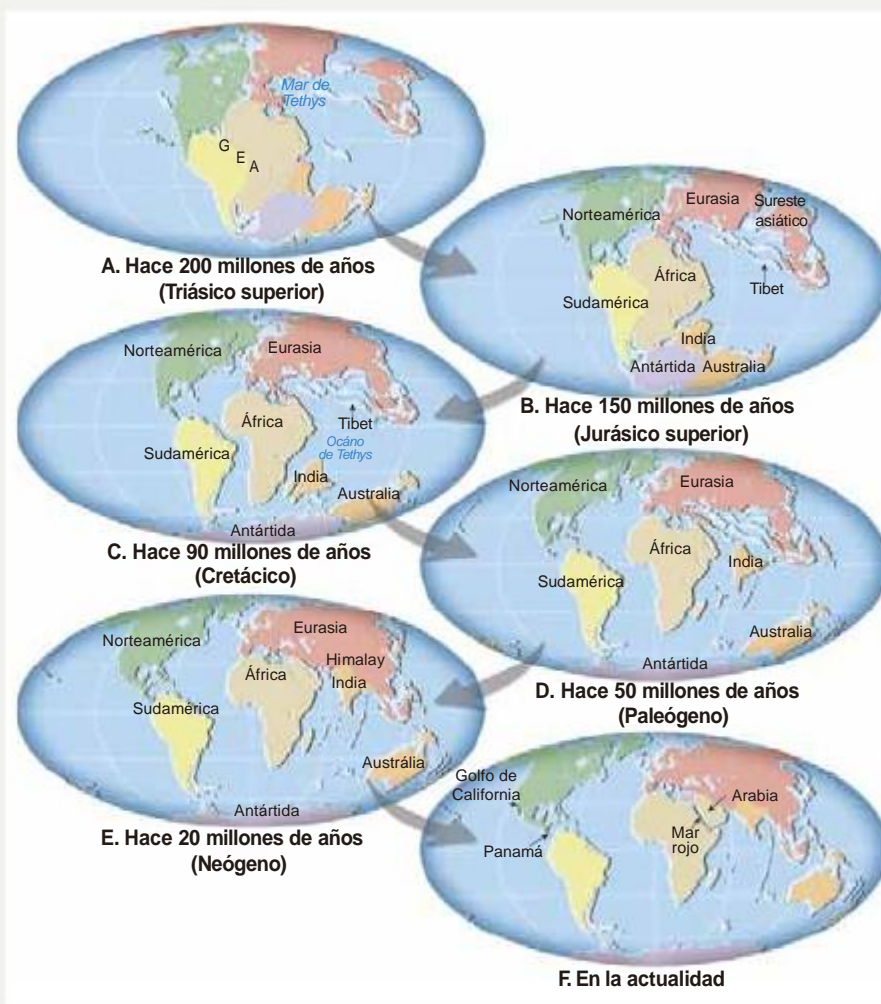 Mar de
Tethys
G
E
A
A. Hace 200 millones de años
(Triásico superior)
Norteamérica
Eurasia
Sureste
asiático
África
Sudamérica
Tibet
India
Antártida
Australia
B. Hace 150 millones de años
(Jurásico superior)
Norteamérica
Eurasia
África
Tibet
Océno
de Tethys
Sudamérica
India
Australia
Antártida
C. Hace 90 millones de años
(Cretácico)
Norteamérica
Eurasia
África
India
Sudamérica
Australia
Antártida
D. Hace 50 millones de años
(Paleógeno)
Norteamérica
Eurasia
Himalay
África
India
Sudamérica
Austrália
Antártida
E. Hace 20 millones de años
(Neógeno)
Golfo de
California
Arabia
Mar
rojo
Panamá
F. En la actualidad